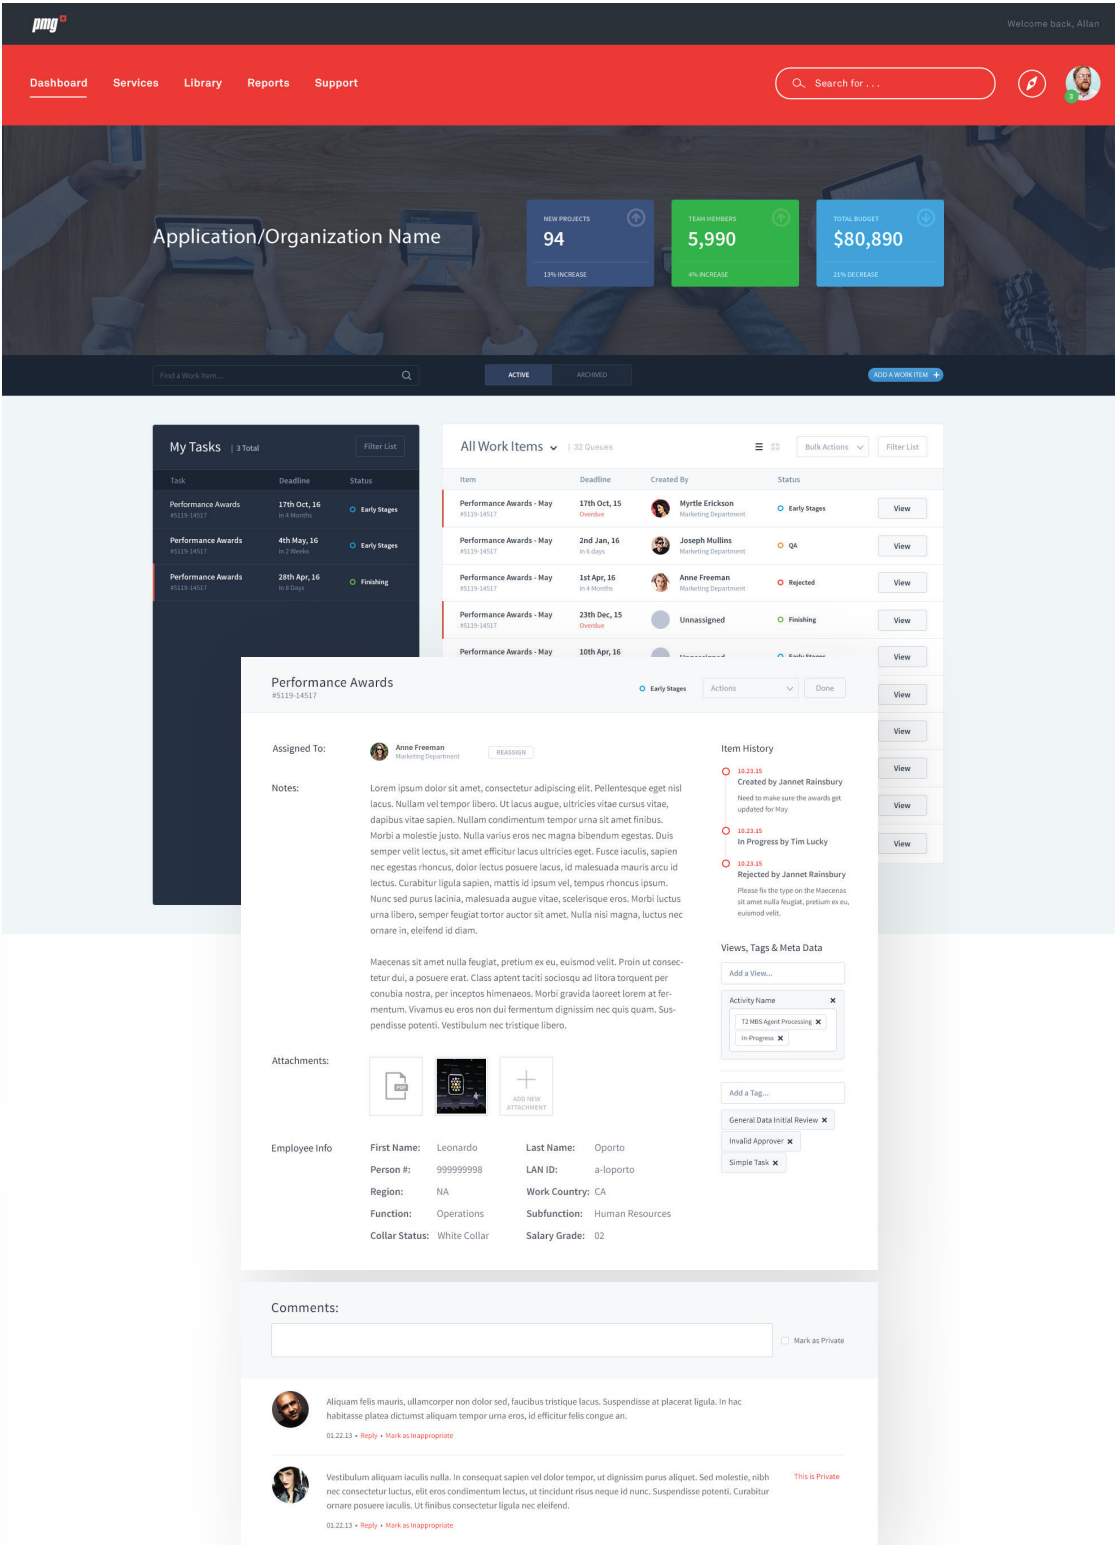 pmg
Welcome back, Allan
Dashboard Services Library Reports Support
Search for . . .
3
Application/Organization Name
NEW PROJECTS
94
13% INCREASE
TEAM MEMBERS
5,990
4% INCREASE
TOTAL BUDGET
$80,890
21% DECREASE
Find a Work Item...
ACTIVE ARCHIVED
ADD A WORK ITEM +
My Tasks | 3 Total Filter List
Task Deadline Status
Performance Awards 17th Oct, 16 Early Stages
#5119-14517 in 4 Months
Performance Awards 4th May, 16 Early Stages
#5119-14517 in 2 Weeks
Performance Awards 28th Apr, 16 Finishing
#5119-14517 in 8 Days
All Work Items | 32 Queues Bulk Actions Filter List
Item Deadline Created By Status
Performance Awards - May 17th Oct, 15 Myrtle Erickson Early Stages View
#5119-14517 Overdue Marketing Department
Performance Awards - May 2nd Jan, 16 Joseph Mullins QA View
#5119-14517 in 6 days Marketing Department
Performance Awards - May 1st Apr, 16 Anne Freeman Rejected View
#5119-14517 in 4 Months Marketing Department
Performance Awards - May 23th Dec, 15 Unassigned Finishing View
#5119-14517 Overdue
Performance Awards - May 10th Apr, 16 Unassigned Early Stages View
View
View
View
View
View
Performance Awards
#5119-14517
Early Stages Actions Done
Assigned To:
Anne Freeman
Marketing Department
REASSIGN
Notes:
Lorem ipsum dolor sit amet, consectetur adipiscing elit. Pellentesque eget nisl
lacus. Nullam vel tempor libero. Ut lacus augue, ultricies vitae cursus vitae,
dapibus vitae sapien. Nullam condimentum tempor urna sit amet finibus.
Morbi a molestie justo. Nulla varius eros nec magna bibendum egestas. Duis
semper velit lectus, sit amet efficitur lacus ultricies eget. Fusce iaculis, sapien
nec egestas rhoncus, dolor lectus posuere lacus, id malesuada mauris arcu id
lectus. Curabitur ligula sapien, mattis id ipsum vel, tempus rhoncus ipsum.
Nunc sed purus lacinia, malesuada augue vitae, scelerisque eros. Morbi luctus
urna libero, semper feugiat tortor auctor sit amet. Nulla nisi magna, luctus nec
ornare in, eleifend id diam.
Maecenas sit amet nulla feugiat, pretium ex eu, euismod velit. Proin ut consec-
tetur dui, a posuere erat. Class aptent taciti sociosqu ad litora torquent per
conubia nostra, per inceptos himenaeos. Morbi gravida laoreet lorem at fer-
mentum. Vivamus eu eros non dui fermentum dignissim nec quis quam. Sus-
pendisse potenti. Vestibulum nec tristique libero.
Attachments:
PDF
ADD NEW
ATTACHMENT
Employee Info
First Name: Leonardo Last Name: Oporto
Person #: 999999998 LAN ID: a-loporto
Region: NA Work Country: CA
Function: Operations Subfunction: Human Resources
Collar Status: White Collar Salary Grade: 02
Item History
10.23.15
Created by Jannet Rainsbury
Need to make sure the awards get
updated for May
10.23.15
In Progress by Tim Lucky
10.23.15
Rejected by Jannet Rainsbury
Please fix the type on the Maecenas
sit amet nulla feugiat, pretium ex eu,
euismod velit.
Views, Tags & Meta Data
Add a View...
Activity Name
T2 MBS Agent Processing
In-Progress
Add a Tag...
General Data Initial Review
Invalid Approver
Simple Task
Comments:
Mark as Private
Aliquam felis mauris, ullamcorper non dolor sed, faucibus tristique lacus. Suspendisse at placerat ligula. In hac
habitasse platea dictumst aliquam tempor urna eros, id efficitur felis congue an.
01.22.13 • Reply • Mark as Inappropriate
Vestibulum aliquam iaculis nulla. In consequat sapien vel dolor tempor, ut dignissim purus aliquet. Sed molestie, nibh
nec consectetur luctus, elit eros condimentum lectus, ut tincidunt risus neque id nunc. Suspendisse potenti. Curabitur
ornare posuere iaculis. Ut finibus consectetur ligula nec eleifend.
This is Private
01.22.13 • Reply • Mark as Inappropriate